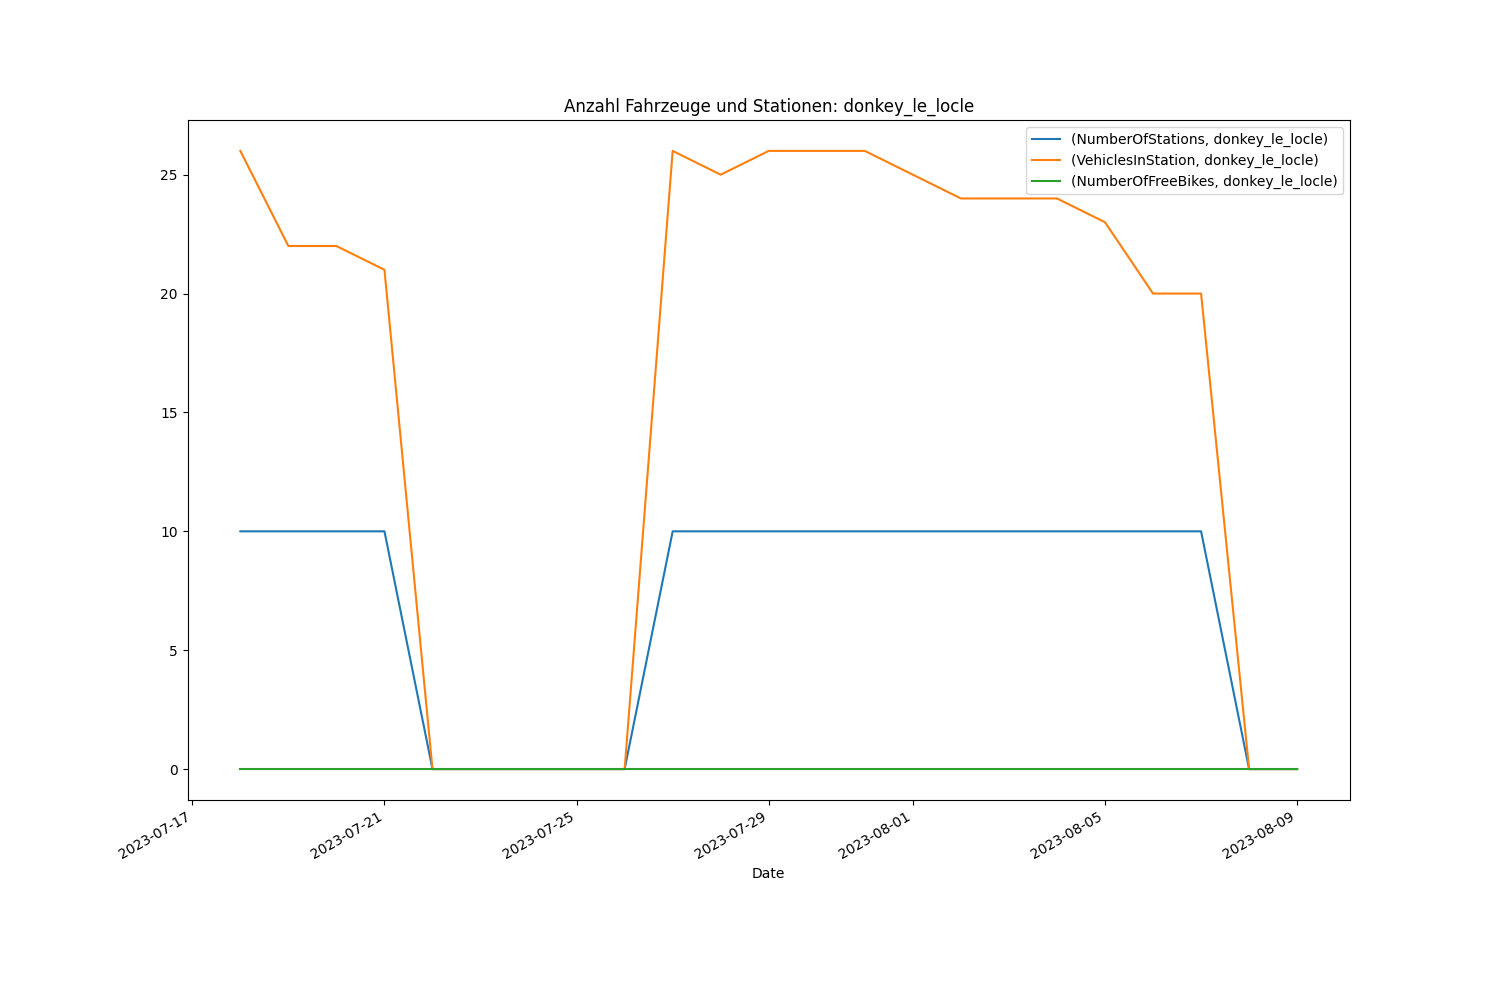 Anzahl Fahrzeuge und Stationen: donkey_le_locle
(NumberOfStations, donkey_le_locle)
(VehiclesInStation, donkey_le_locle)
(NumberOfFreeBikes, donkey_le_locle)
25
20
15
10
5
0
2023-07-17
2023-07-21
2023-07-25
2023-07-29
2023-08-01
2023-08-05
2023-08-09
Date